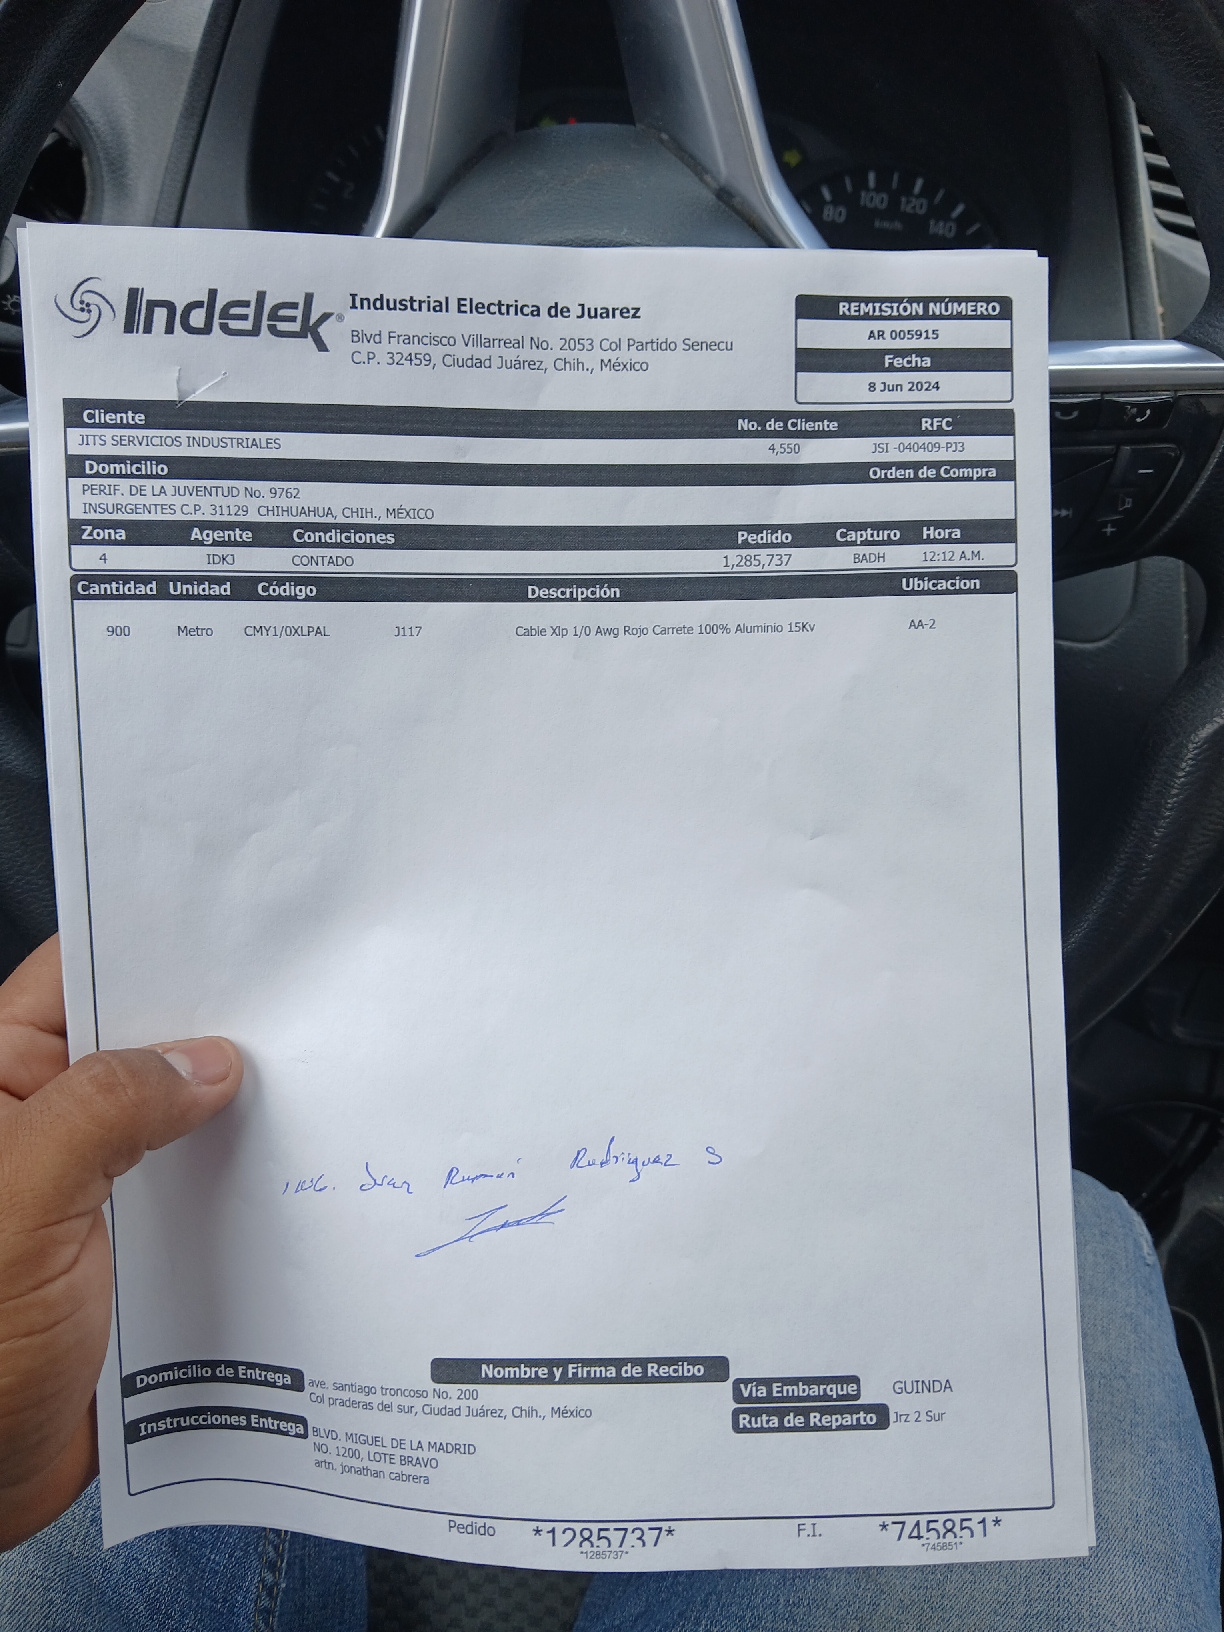 Indelek®
Industrial Electrica de Juarez
Blvd Francisco Villarreal No. 2053 Col Partido Senecu
C.P. 32459, Ciudad Juárez, Chih., México
REMISIÓN NÚMERO
AR 005915
Fecha
8 Jun 2024
Cliente No. de Cliente RFC
JITS SERVICIOS INDUSTRIALES 4,550 JSI -040409-PJ3
Domicilio Orden de Compra
PERIF. DE LA JUVENTUD No. 9762
INSURGENTES C.P. 31129 CHIHUAHUA, CHIH., MÉXICO
Zona Agente Condiciones Pedido Capturo Hora
4 IDKJ CONTADO 1,285,737 BADH 12:12 A.M.
Cantidad Unidad Código Descripción Ubicacion
900 Metro CMY1/0XLPAL J117 Cable Xlp 1/0 Awg Rojo Carrete 100% Aluminio 15Kv AA-2
ING. Juan Ramón Rodriguez S
Nombre y Firma de Recibo
Domicilio de Entrega ave. santiago troncoso No. 200
Col praderas del sur, Ciudad Juárez, Chih., México
Vía Embarque GUINDA
Ruta de Reparto Jrz 2 Sur
Instrucciones Entrega BLVD. MIGUEL DE LA MADRID
NO. 1200, LOTE BRAVO
artn. jonathan cabrera
Pedido *1285737* F.I. *745851*
*1285737* *745851*
80 100 120 140
km/h